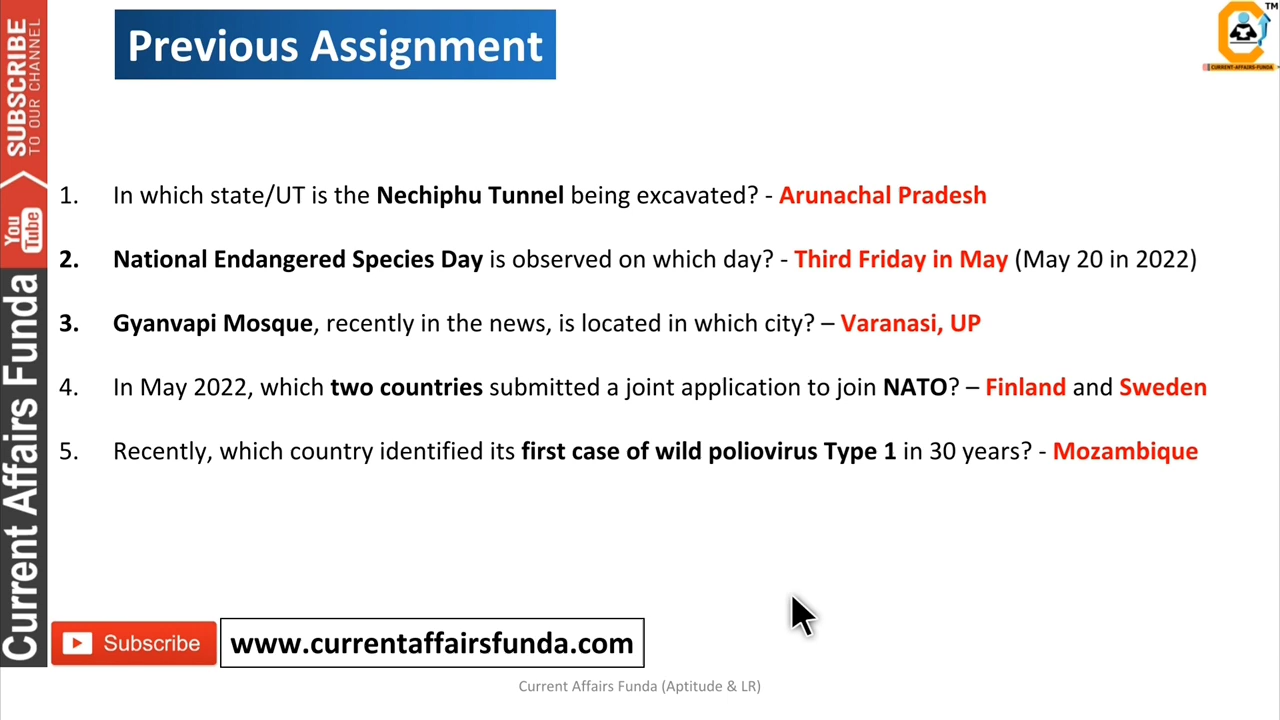 Previous Assignment
TM
CURRENT-AFFAIRS-FUNDA
SUBSCRIBE
TO OUR CHANNEL
You
Tube
Current Affairs Funda
1. In which state/UT is the Nechiphu Tunnel being excavated? - Arunachal Pradesh
2. National Endangered Species Day is observed on which day? - Third Friday in May (May 20 in 2022)
3. Gyanvapi Mosque, recently in the news, is located in which city? – Varanasi, UP
4. In May 2022, which two countries submitted a joint application to join NATO? – Finland and Sweden
5. Recently, which country identified its first case of wild poliovirus Type 1 in 30 years? - Mozambique
Subscribe
www.currentaffairsfunda.com
Current Affairs Funda (Aptitude & LR)